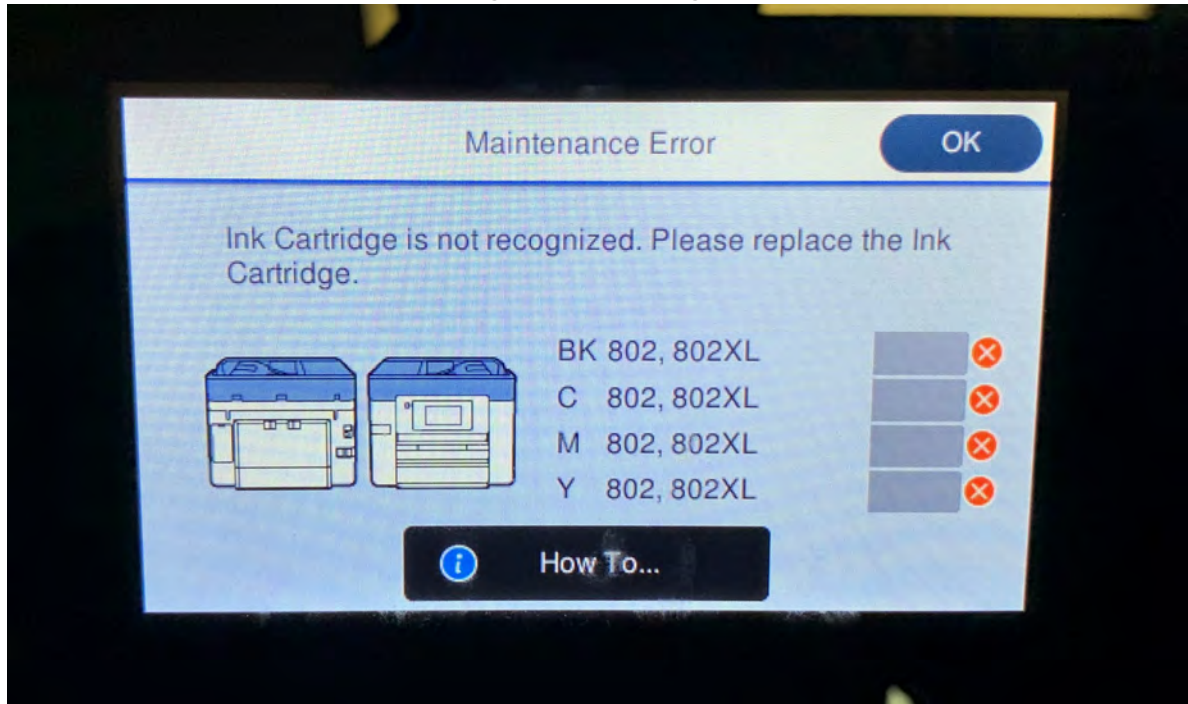 Maintenance Error
OK
Ink Cartridge is not recognized. Please replace the Ink
Cartridge.
BK 802, 802XL
C 802, 802XL
M 802, 802XL
Y 802, 802XL
i How To...